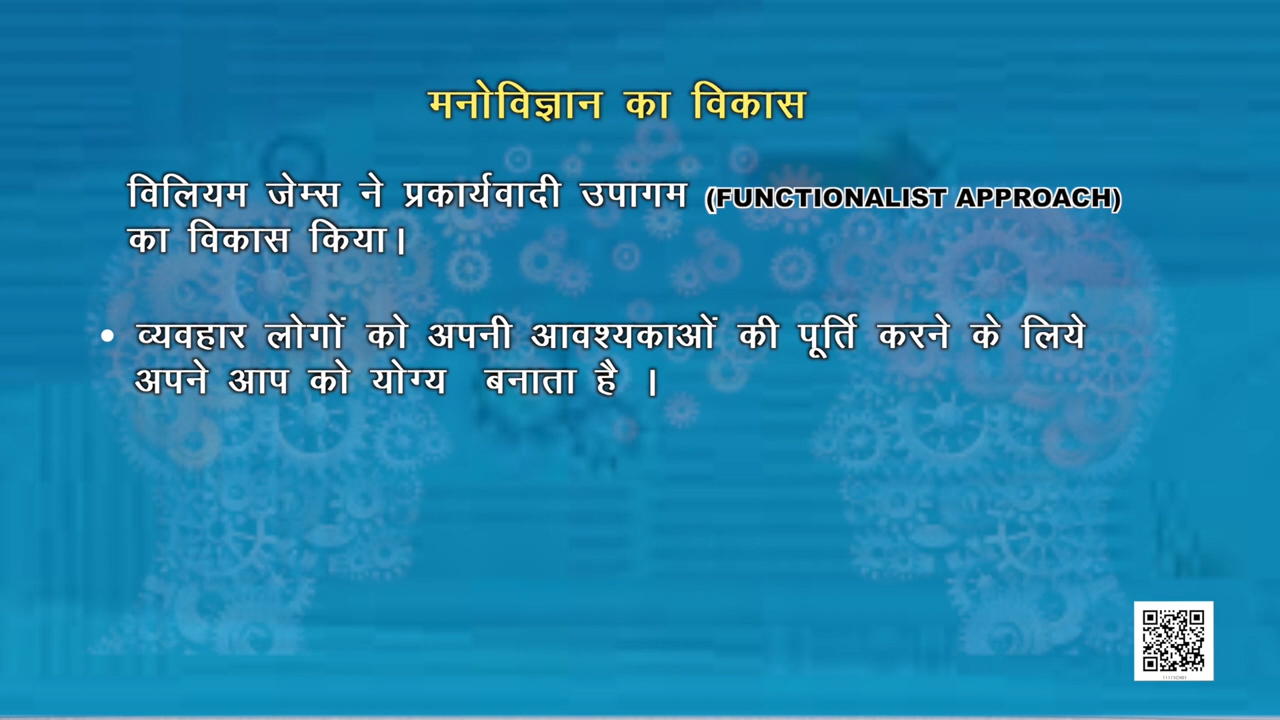 मनोविज्ञान का विकास
विलियम जेम्स ने प्रकार्यवादी उपागम (FUNCTIONALIST APPROACH)
का विकास किया।
• व्यवहार लोगों को अपनी आवश्यकाओं की पूर्ति करने के लिये
अपने आप को योग्य बनाता है ।